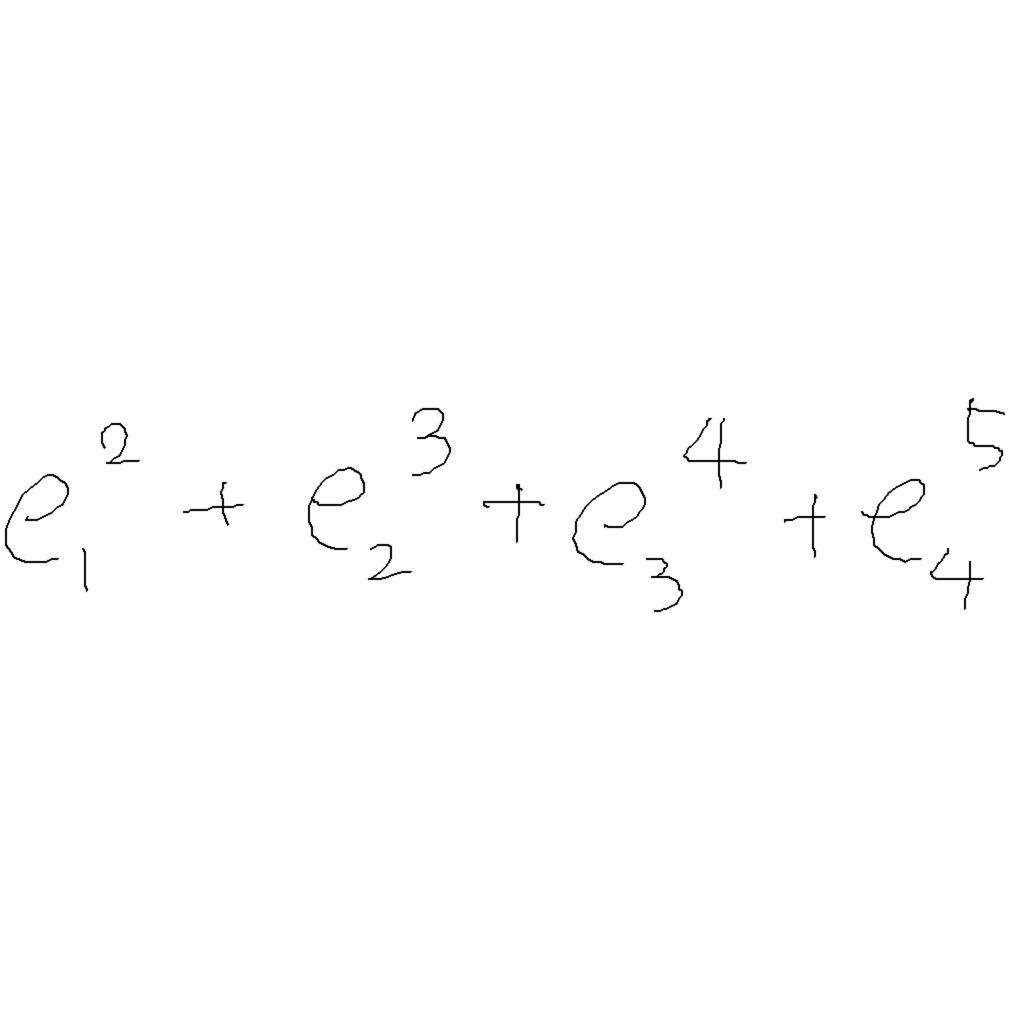 e_1^2 + e_2^3 + e_3^4 + e_4^5